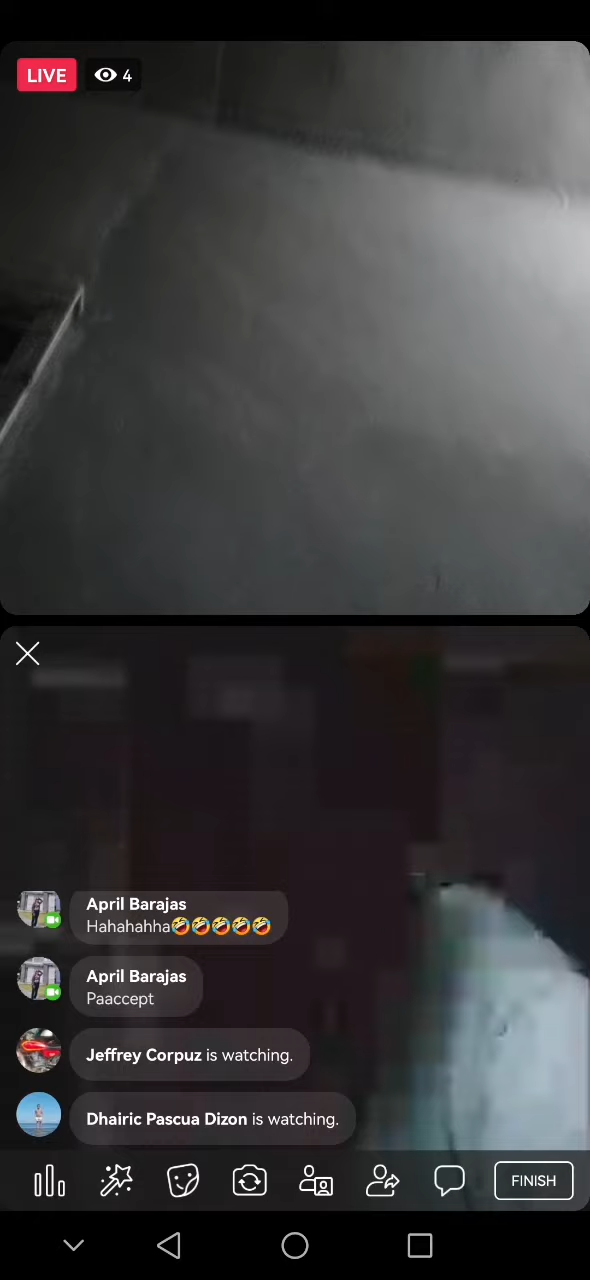 LIVE 4
April Barajas
Hahahahha🤣🤣🤣🤣🤣
April Barajas
Paaccept
Jeffrey Corpuz is watching.
Dhairic Pascua Dizon is watching.
FINISH